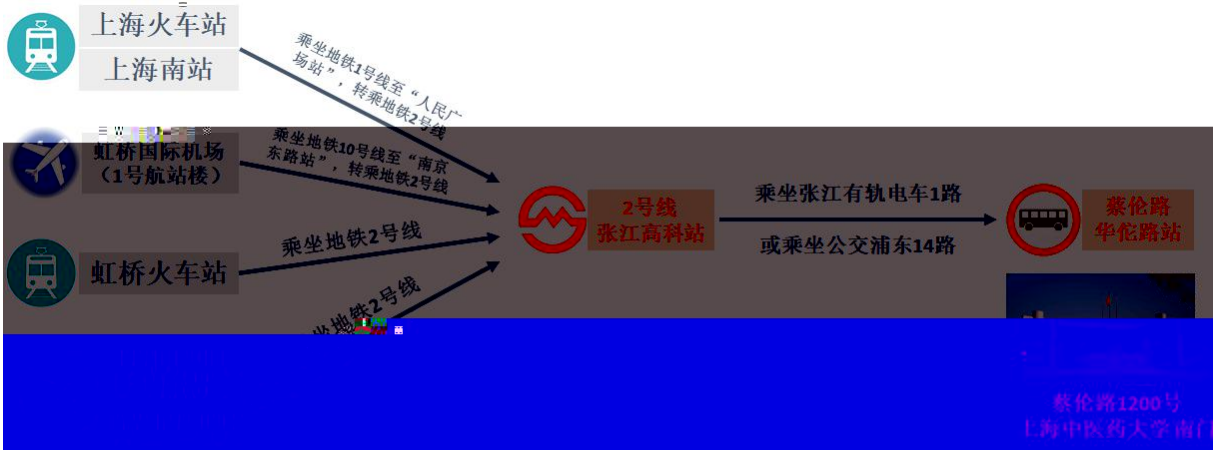 上海火车站
上海南站
乘坐地铁1号线至“人民广
场站”，转乘地铁2号线
虹桥国际机场
（1号航站楼）
乘坐地铁10号线至“南京
东路站”，转乘地铁2号线
虹桥火车站
乘坐地铁2号线
坐地铁2号线
2号线
张江高科站
乘坐张江有轨电车1路
或乘坐公交浦东14路
蔡伦路
华佗路站
蔡伦路1200号
上海中医药大学南门